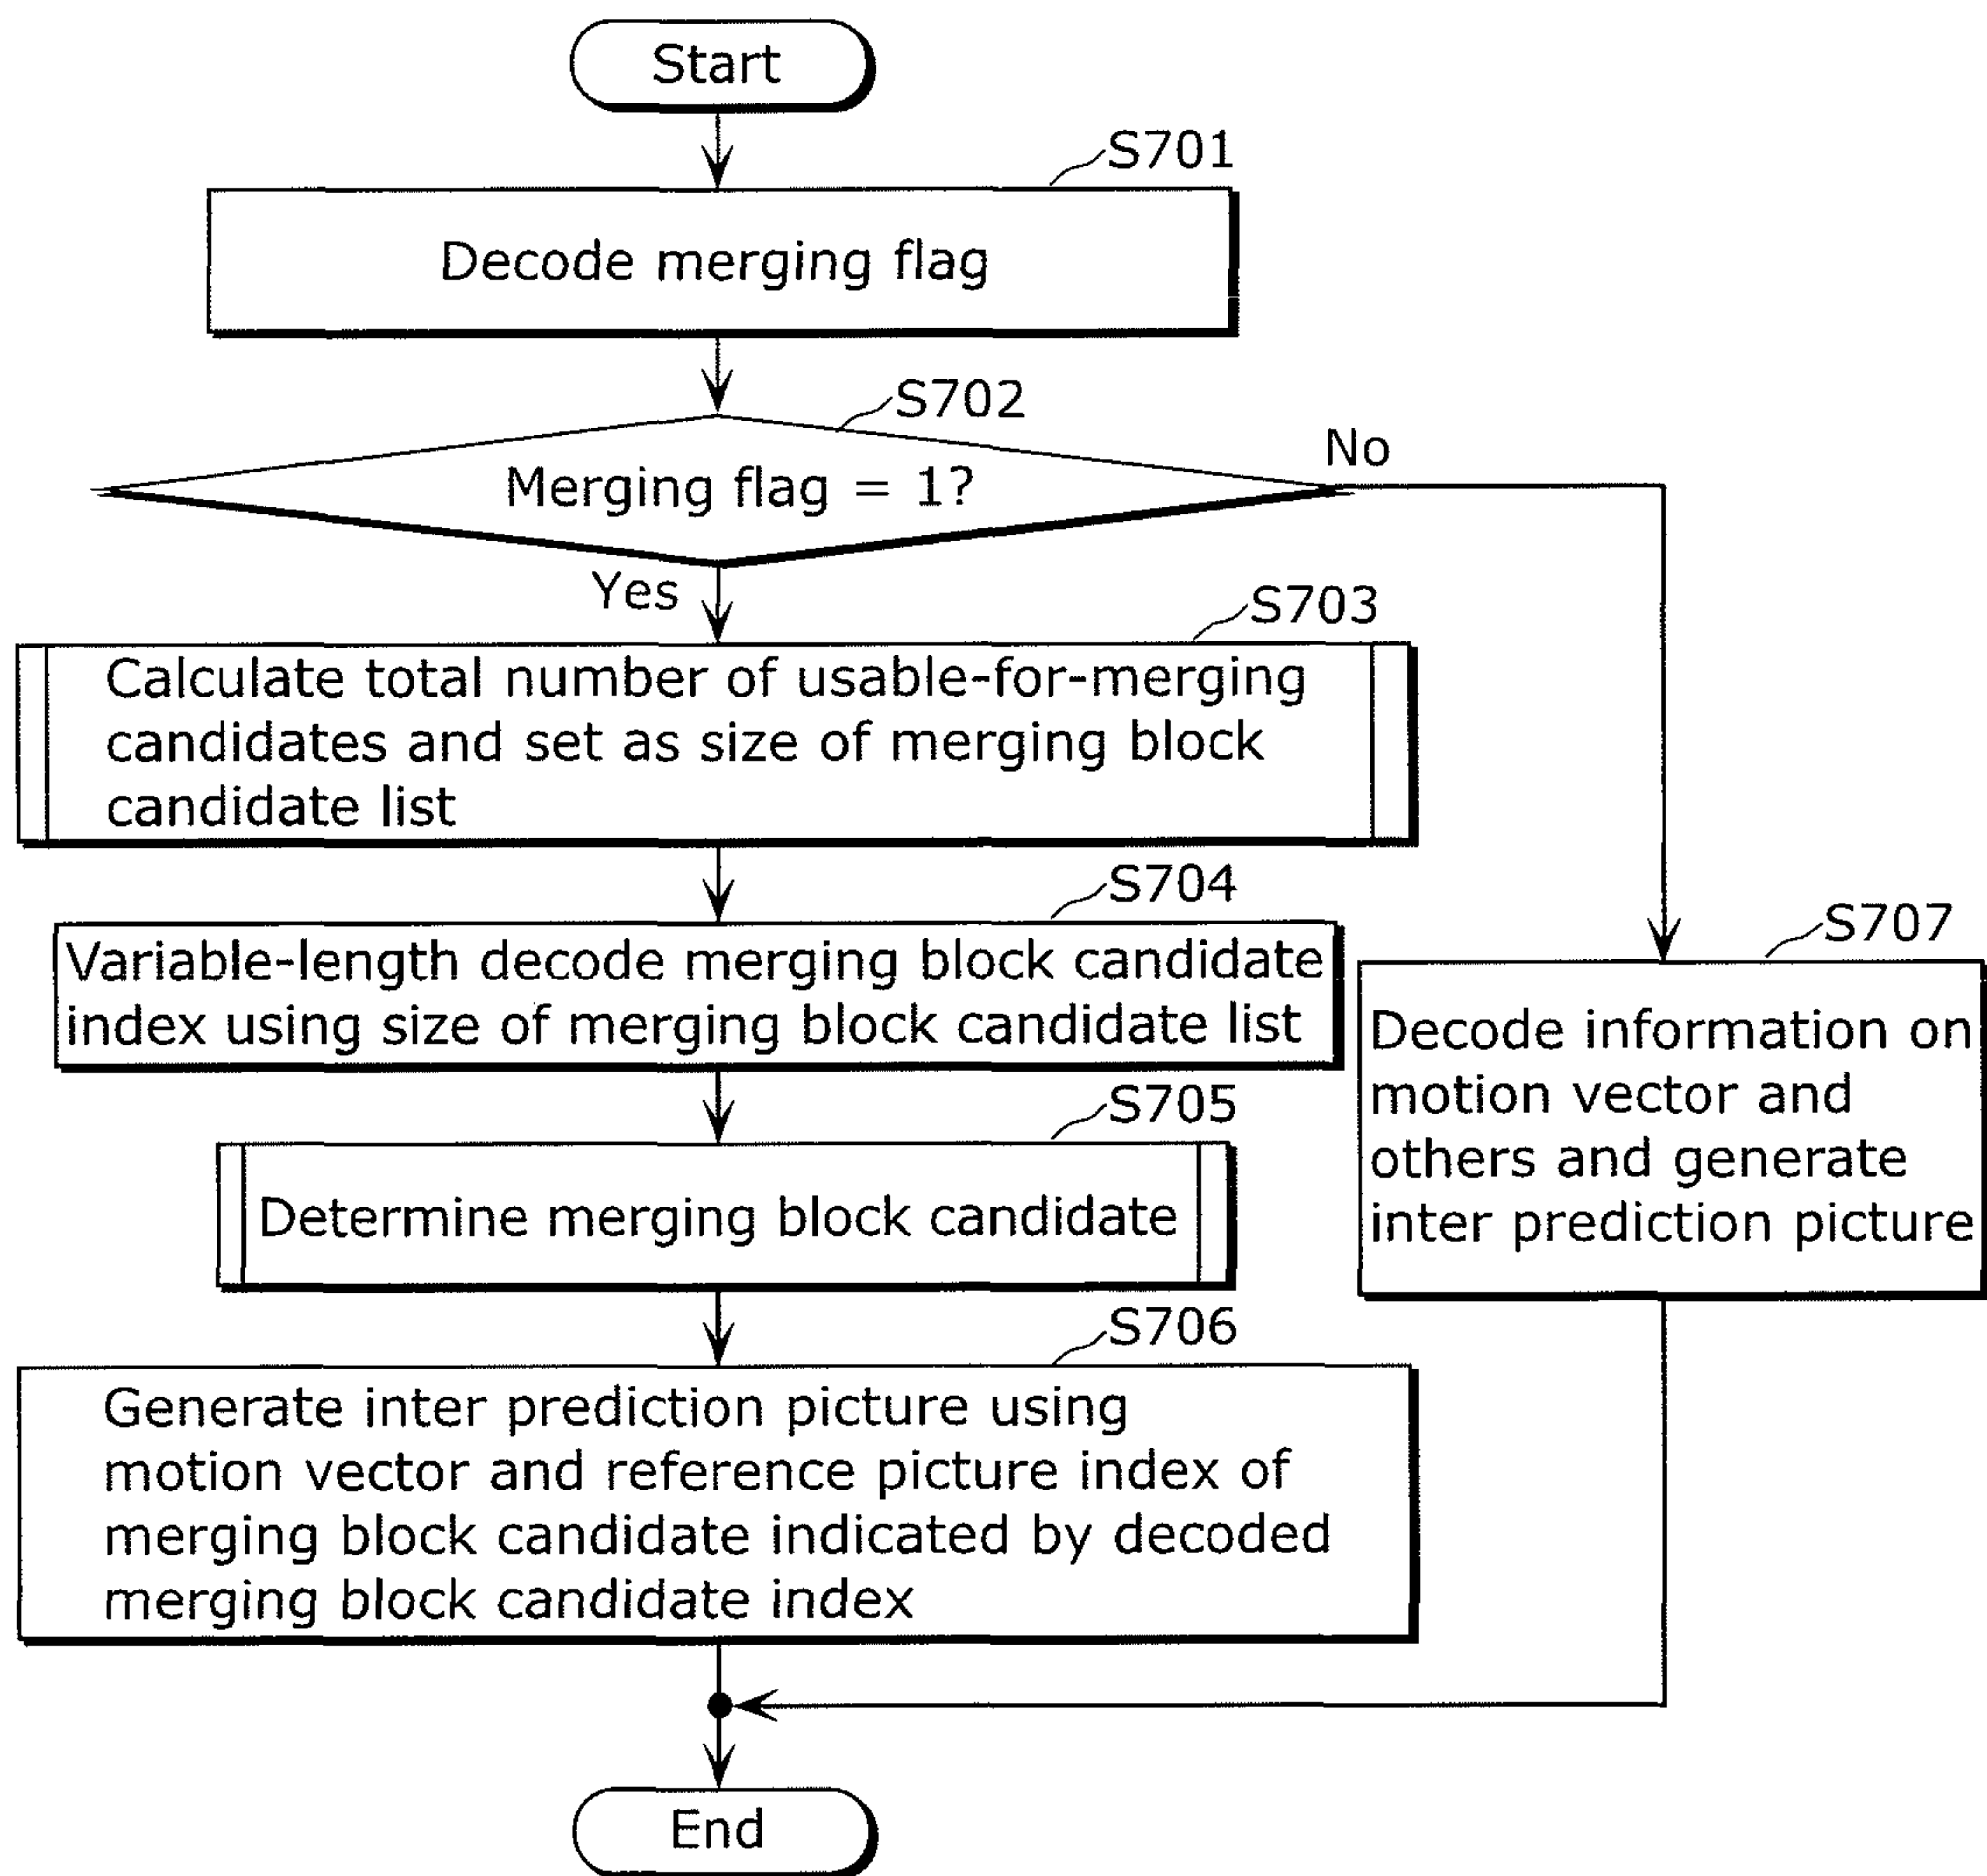 Start
S701
Decode merging flag
S702
No
Merging flag = 1?
Yes
S703
Calculate total number of usable-for-merging
candidates and set as size of merging block
candidate list
S704
Variable-length decode merging block candidate
index using size of merging block candidate list
S707
Decode information on
motion vector and
others and generate
inter prediction picture
S705
Determine merging block candidate
S706
Generate inter prediction picture using
motion vector and reference picture index of
merging block candidate indicated by decoded
merging block candidate index
End